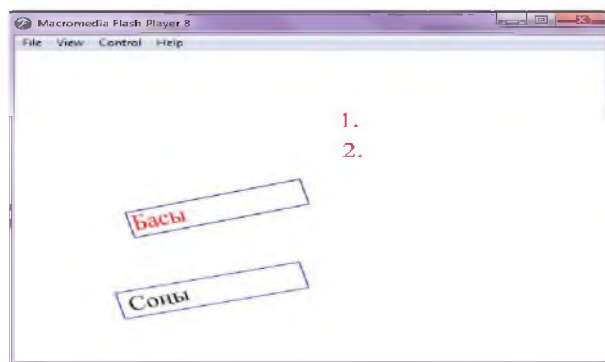 Macromedia Flash Player 8
File View Control Help
1.
2.
Басы
Соңы